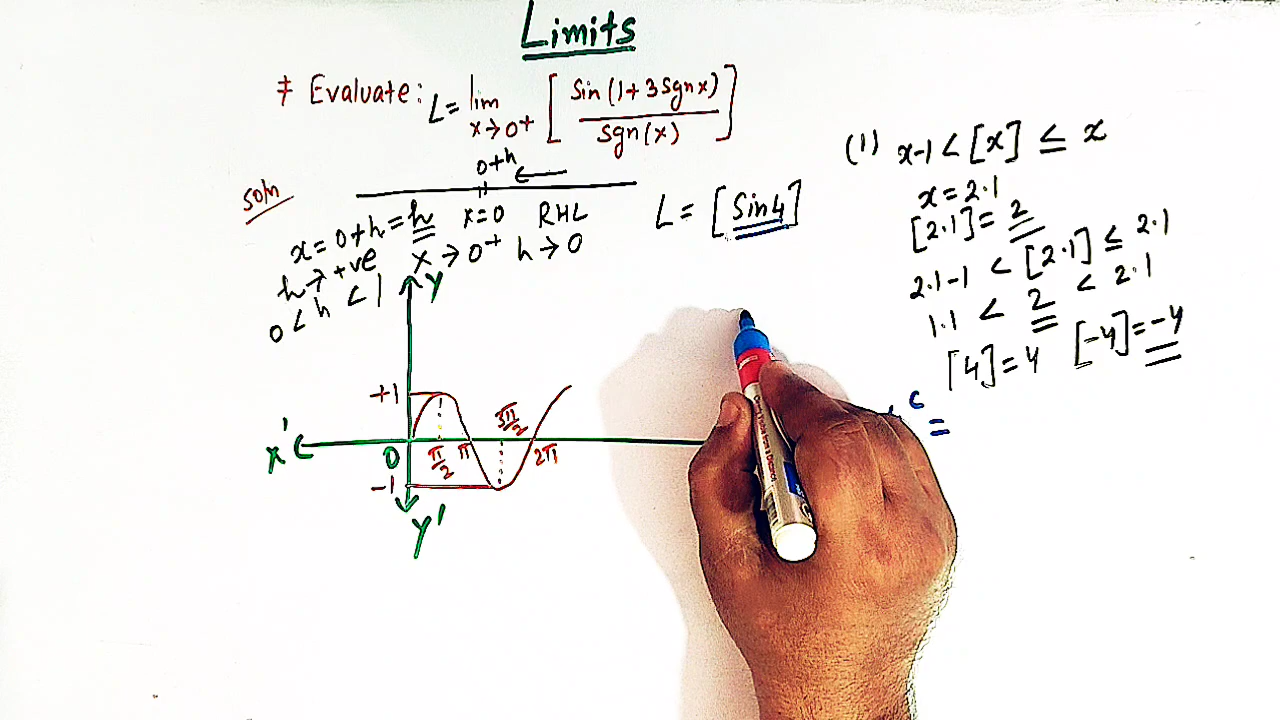 Limits
# Evaluate: L = lim x→0⁺ [ sin(1+3sgnx) / sgn(x) ]
Soln
0+h ←
x=0 RHL
x = 0+h = h x→0⁺ h→0
h→+ve
0 < h < 1
Y
+1
X' 0 π/2 π 3π/2 2π
-1
Y'
L = [Sin4]
(1) x-1 < [x] ≤ x
x = 2.1
[2.1] = 2
2.1-1 < [2.1] ≤ 2.1
1.1 < 2 < 2.1
[4] = 4 [-4] = -4
c =